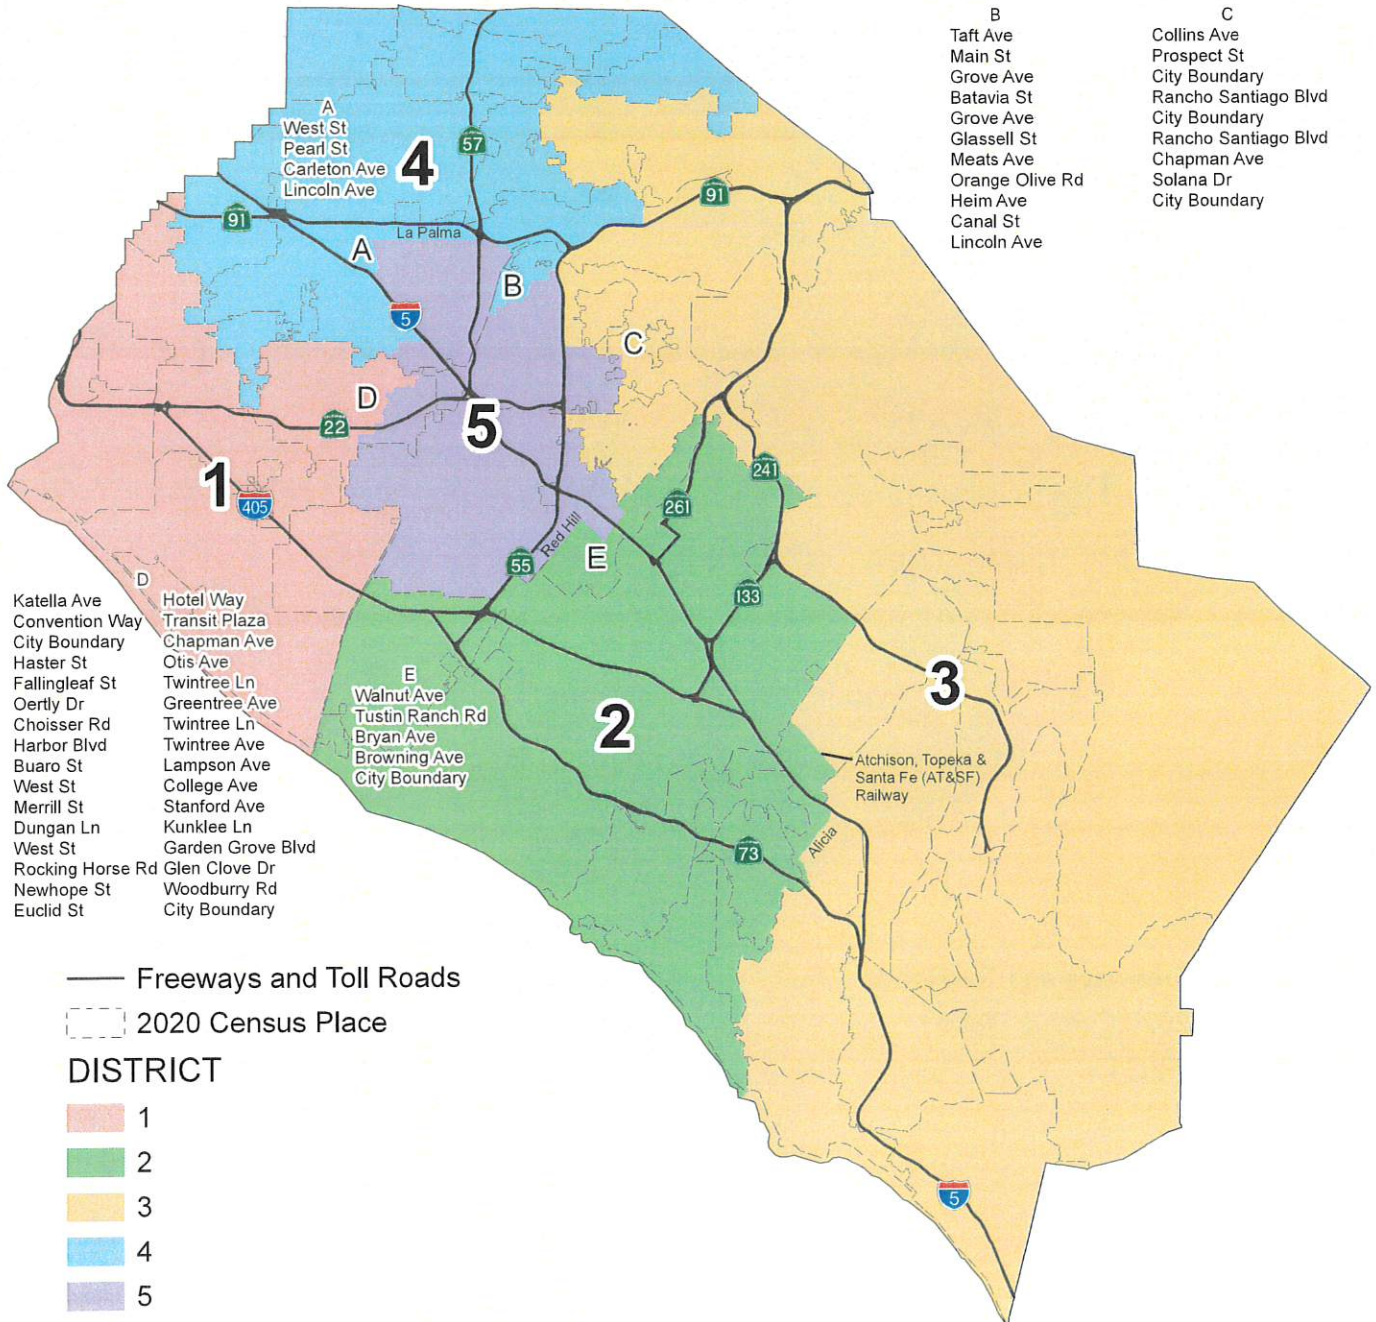 B
Taft Ave
Main St
Grove Ave
Batavia St
Grove Ave
Glassell St
Meats Ave
Orange Olive Rd
Heim Ave
Canal St
Lincoln Ave
C
Collins Ave
Prospect St
City Boundary
Rancho Santiago Blvd
City Boundary
Rancho Santiago Blvd
Chapman Ave
Solana Dr
City Boundary
A
West St
Pearl St
Carleton Ave
Lincoln Ave
4
57
91
91
La Palma
A
B
5
C
D
22
5
1
405
241
261
Red Hill
E
55
133
D
Katella Ave
Convention Way
City Boundary
Haster St
Fallingleaf St
Oertly Dr
Choisser Rd
Harbor Blvd
Buaro St
West St
Merrill St
Dungan Ln
West St
Rocking Horse Rd
Newhope St
Euclid St
Hotel Way
Transit Plaza
Chapman Ave
Otis Ave
Twintree Ln
Greentree Ave
Twintree Ln
Twintree Ave
Lampson Ave
College Ave
Stanford Ave
Kunklee Ln
Garden Grove Blvd
Glen Clove Dr
Woodburry Rd
City Boundary
E
Walnut Ave
Tustin Ranch Rd
Bryan Ave
Browning Ave
City Boundary
2
3
Atchison, Topeka &
Santa Fe (AT&SF)
Railway
Alicia
73
5
Freeways and Toll Roads
2020 Census Place
DISTRICT
1
2
3
4
5